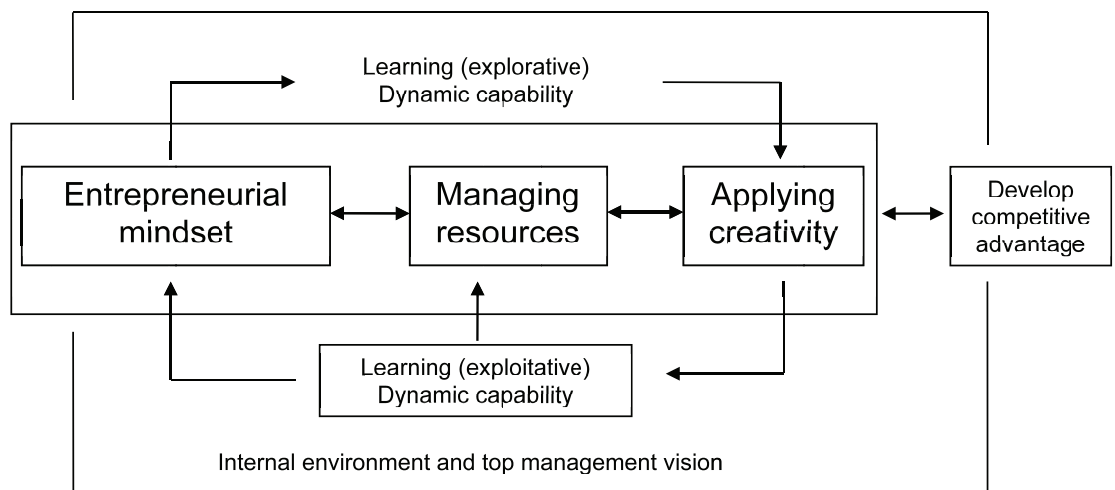 Learning (explorative)
Dynamic capability
Entrepreneurial
mindset
Managing
resources
Applying
creativity
Develop
competitive
advantage
Learning (exploitative)
Dynamic capability
Internal environment and top management vision